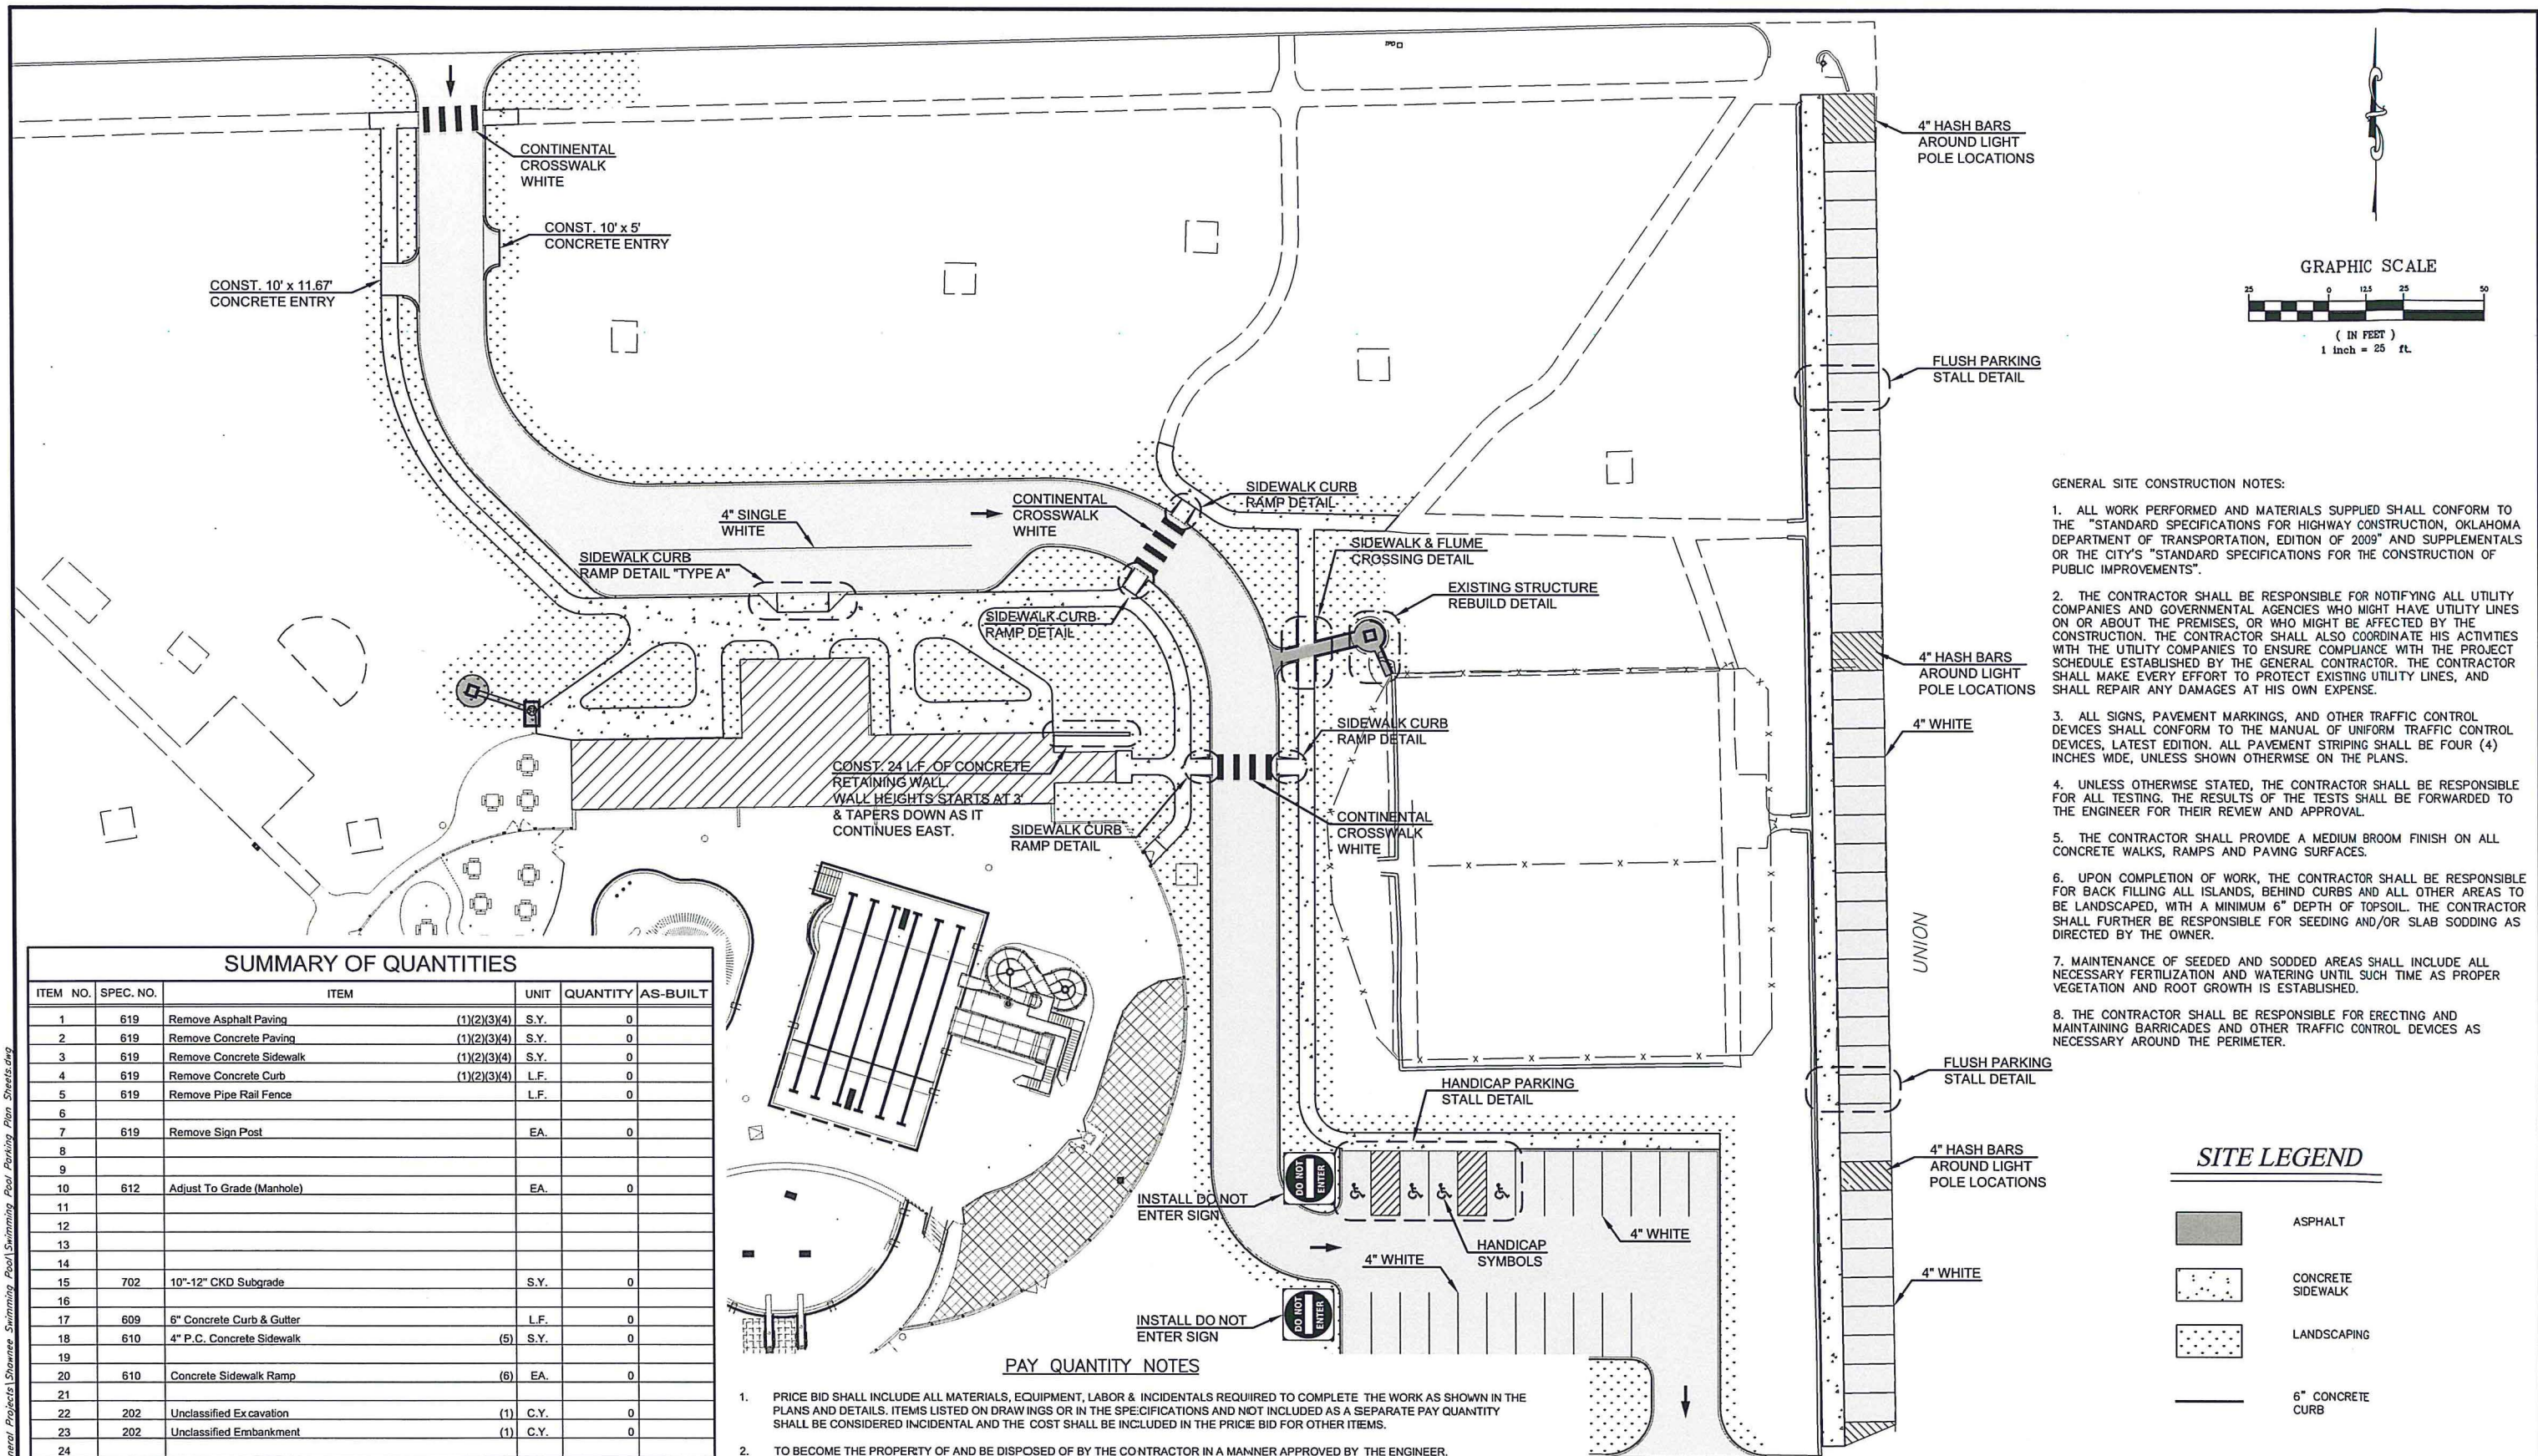 CONTINENTAL
CROSSWALK
WHITE
CONST. 10' x 5'
CONCRETE ENTRY
CONST. 10' x 11.67'
CONCRETE ENTRY
4" HASH BARS
AROUND LIGHT
POLE LOCATIONS
GRAPHIC SCALE
25 0 12.5 25 50
( IN FEET )
1 inch = 25 ft.
FLUSH PARKING
STALL DETAIL
4" SINGLE
WHITE
CONTINENTAL
CROSSWALK
WHITE
SIDEWALK CURB
RAMP DETAIL
SIDEWALK CURB
RAMP DETAIL "TYPE A"
SIDEWALK & FLUME
CROSSING DETAIL
EXISTING STRUCTURE
REBUILD DETAIL
SIDEWALK CURB
RAMP DETAIL
4" HASH BARS
AROUND LIGHT
POLE LOCATIONS
4" WHITE
SIDEWALK CURB
RAMP DETAIL
CONST. 24 L.F. OF CONCRETE
RETAINING WALL.
WALL HEIGHTS STARTS AT 3'
& TAPERS DOWN AS IT
CONTINUES EAST.
SIDEWALK CURB
RAMP DETAIL
CONTINENTAL
CROSSWALK
WHITE
UNION
GENERAL SITE CONSTRUCTION NOTES:
1. ALL WORK PERFORMED AND MATERIALS SUPPLIED SHALL CONFORM TO
THE "STANDARD SPECIFICATIONS FOR HIGHWAY CONSTRUCTION, OKLAHOMA
DEPARTMENT OF TRANSPORTATION, EDITION OF 2009" AND SUPPLEMENTALS
OR THE CITY'S "STANDARD SPECIFICATIONS FOR THE CONSTRUCTION OF
PUBLIC IMPROVEMENTS".
2. THE CONTRACTOR SHALL BE RESPONSIBLE FOR NOTIFYING ALL UTILITY
COMPANIES AND GOVERNMENTAL AGENCIES WHO MIGHT HAVE UTILITY LINES
ON OR ABOUT THE PREMISES, OR WHO MIGHT BE AFFECTED BY THE
CONSTRUCTION. THE CONTRACTOR SHALL ALSO COORDINATE HIS ACTIVITIES
WITH THE UTILITY COMPANIES TO ENSURE COMPLIANCE WITH THE PROJECT
SCHEDULE ESTABLISHED BY THE GENERAL CONTRACTOR. THE CONTRACTOR
SHALL MAKE EVERY EFFORT TO PROTECT EXISTING UTILITY LINES, AND
SHALL REPAIR ANY DAMAGES AT HIS OWN EXPENSE.
3. ALL SIGNS, PAVEMENT MARKINGS, AND OTHER TRAFFIC CONTROL
DEVICES SHALL CONFORM TO THE MANUAL OF UNIFORM TRAFFIC CONTROL
DEVICES, LATEST EDITION. ALL PAVEMENT STRIPING SHALL BE FOUR (4)
INCHES WIDE, UNLESS SHOWN OTHERWISE ON THE PLANS.
4. UNLESS OTHERWISE STATED, THE CONTRACTOR SHALL BE RESPONSIBLE
FOR ALL TESTING. THE RESULTS OF THE TESTS SHALL BE FORWARDED TO
THE ENGINEER FOR THEIR REVIEW AND APPROVAL.
5. THE CONTRACTOR SHALL PROVIDE A MEDIUM BROOM FINISH ON ALL
CONCRETE WALKS, RAMPS AND PAVING SURFACES.
6. UPON COMPLETION OF WORK, THE CONTRACTOR SHALL BE RESPONSIBLE
FOR BACK FILLING ALL ISLANDS, BEHIND CURBS AND ALL OTHER AREAS TO
BE LANDSCAPED, WITH A MINIMUM 6" DEPTH OF TOPSOIL. THE CONTRACTOR
SHALL FURTHER BE RESPONSIBLE FOR SEEDING AND/OR SLAB SODDING AS
DIRECTED BY THE OWNER.
7. MAINTENANCE OF SEEDED AND SODDED AREAS SHALL INCLUDE ALL
NECESSARY FERTILIZATION AND WATERING UNTIL SUCH TIME AS PROPER
VEGETATION AND ROOT GROWTH IS ESTABLISHED.
8. THE CONTRACTOR SHALL BE RESPONSIBLE FOR ERECTING AND
MAINTAINING BARRICADES AND OTHER TRAFFIC CONTROL DEVICES AS
NECESSARY AROUND THE PERIMETER.
SUMMARY OF QUANTITIES
ITEM NO. SPEC. NO. ITEM UNIT QUANTITY AS-BUILT
1 619 Remove Asphalt Paving (1)(2)(3)(4) S.Y. 0
2 619 Remove Concrete Paving (1)(2)(3)(4) S.Y. 0
3 619 Remove Concrete Sidewalk (1)(2)(3)(4) S.Y. 0
4 619 Remove Concrete Curb (1)(2)(3)(4) L.F. 0
5 619 Remove Pipe Rail Fence L.F. 0
6
7 619 Remove Sign Post EA. 0
8
9
10 612 Adjust To Grade (Manhole) EA. 0
11
12
13
14
15 702 10"-12" CKD Subgrade S.Y. 0
16
17 609 6" Concrete Curb & Gutter L.F. 0
18 610 4" P.C. Concrete Sidewalk (5) S.Y. 0
19
20 610 Concrete Sidewalk Ramp (6) EA. 0
21
22 202 Unclassified Excavation (1) C.Y. 0
23 202 Unclassified Embankment (1) C.Y. 0
24
HANDICAP PARKING
STALL DETAIL
FLUSH PARKING
STALL DETAIL
4" HASH BARS
AROUND LIGHT
POLE LOCATIONS
DO NOT
ENTER
INSTALL DO NOT
ENTER SIGN
HANDICAP
SYMBOLS
4" WHITE
4" WHITE
4" WHITE
DO NOT
ENTER
INSTALL DO NOT
ENTER SIGN
SITE LEGEND
ASPHALT
CONCRETE
SIDEWALK
LANDSCAPING
6" CONCRETE
CURB
PAY QUANTITY NOTES
1. PRICE BID SHALL INCLUDE ALL MATERIALS, EQUIPMENT, LABOR & INCIDENTALS REQUIRED TO COMPLETE THE WORK AS SHOWN IN THE
PLANS AND DETAILS. ITEMS LISTED ON DRAWINGS OR IN THE SPECIFICATIONS AND NOT INCLUDED AS A SEPARATE PAY QUANTITY
SHALL BE CONSIDERED INCIDENTAL AND THE COST SHALL BE INCLUDED IN THE PRICE BID FOR OTHER ITEMS.
2. TO BECOME THE PROPERTY OF AND BE DISPOSED OF BY THE CONTRACTOR IN A MANNER APPROVED BY THE ENGINEER.
Projects\Shawnee Swimming Pool\Swimming Pool Parking Plan Sheets.dwg